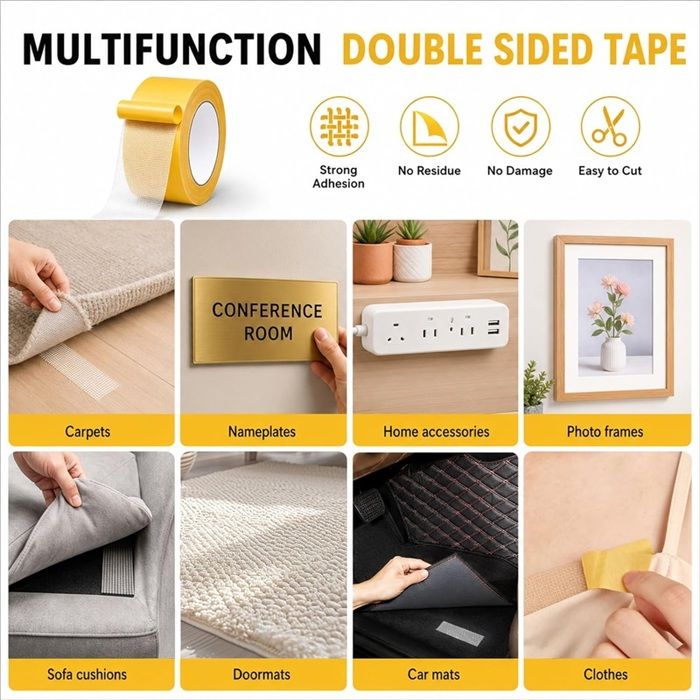 MULTIFUNCTION DOUBLE SIDED TAPE
Strong
Adhesion
No Residue
No Damage
Easy to Cut
CONFERENCE
ROOM
Carpets
Nameplates
Home accessories
Photo frames
Sofa cushions
Doormats
Car mats
Clothes